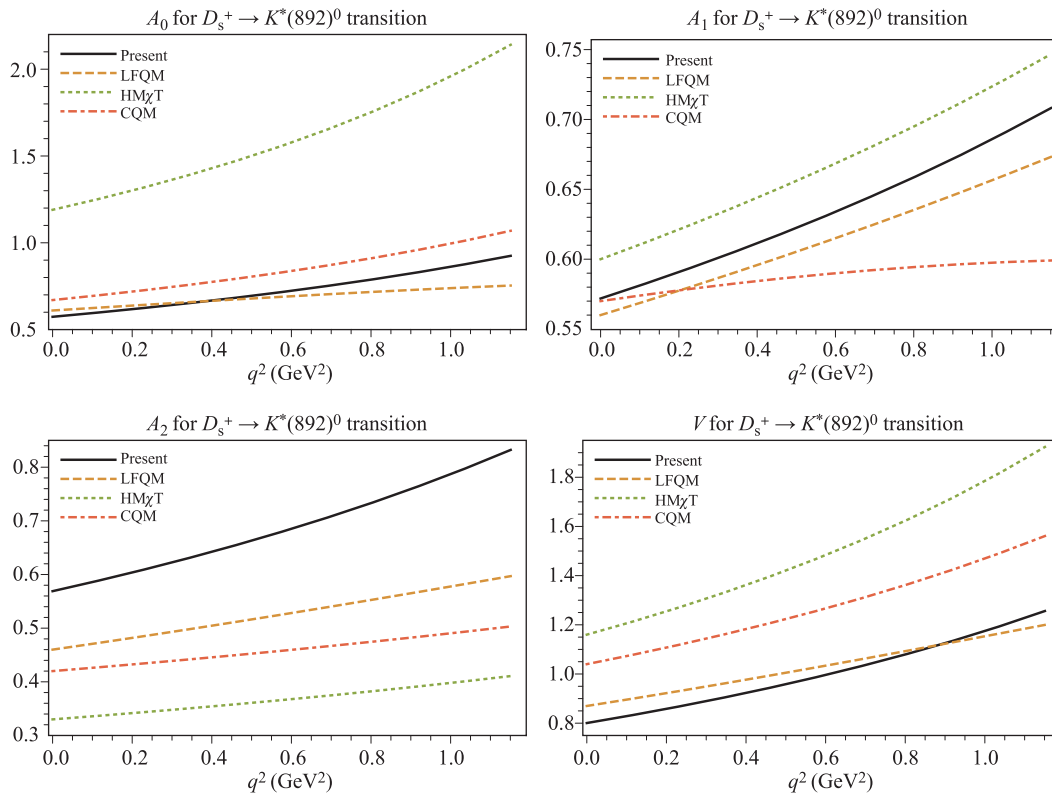 A₀ for Dₛ⁺ → K*(892)⁰ transition
Present
LFQM
HMχT
CQM
2.0
1.5
1.0
0.5
0.0 0.2 0.4 0.6 0.8 1.0
q² (GeV²)
A₁ for Dₛ⁺ → K*(892)⁰ transition
Present
LFQM
HMχT
CQM
0.75
0.70
0.65
0.60
0.55
0.0 0.2 0.4 0.6 0.8 1.0
q² (GeV²)
A₂ for Dₛ⁺ → K*(892)⁰ transition
Present
LFQM
HMχT
CQM
0.8
0.7
0.6
0.5
0.4
0.3
0.0 0.2 0.4 0.6 0.8 1.0
q² (GeV²)
V for Dₛ⁺ → K*(892)⁰ transition
Present
LFQM
HMχT
CQM
1.8
1.6
1.4
1.2
1.0
0.8
0.0 0.2 0.4 0.6 0.8 1.0
q² (GeV²)